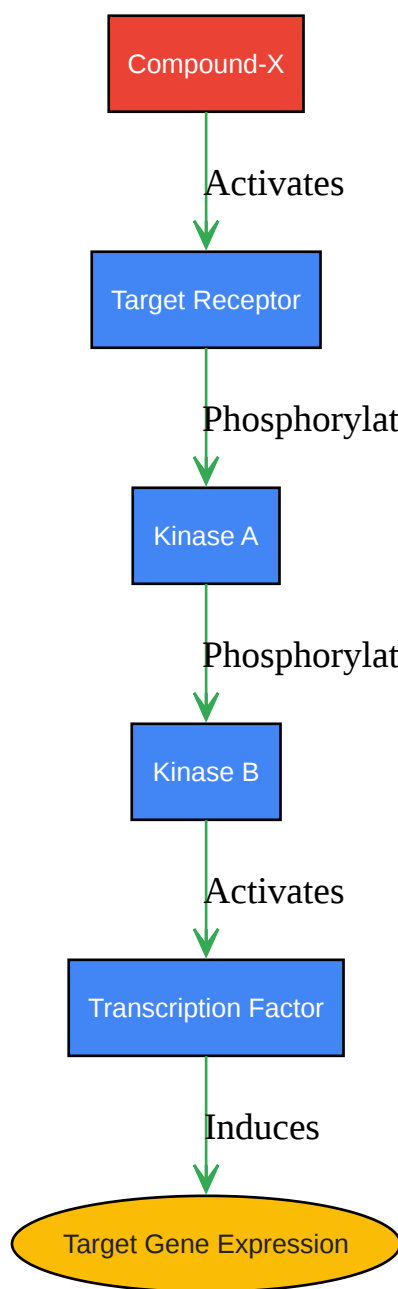 Compound-X
Activates
Target Receptor
Phosphorylat
Kinase A
Phosphorylat
Kinase B
Activates
Transcription Factor
Induces
Target Gene Expression